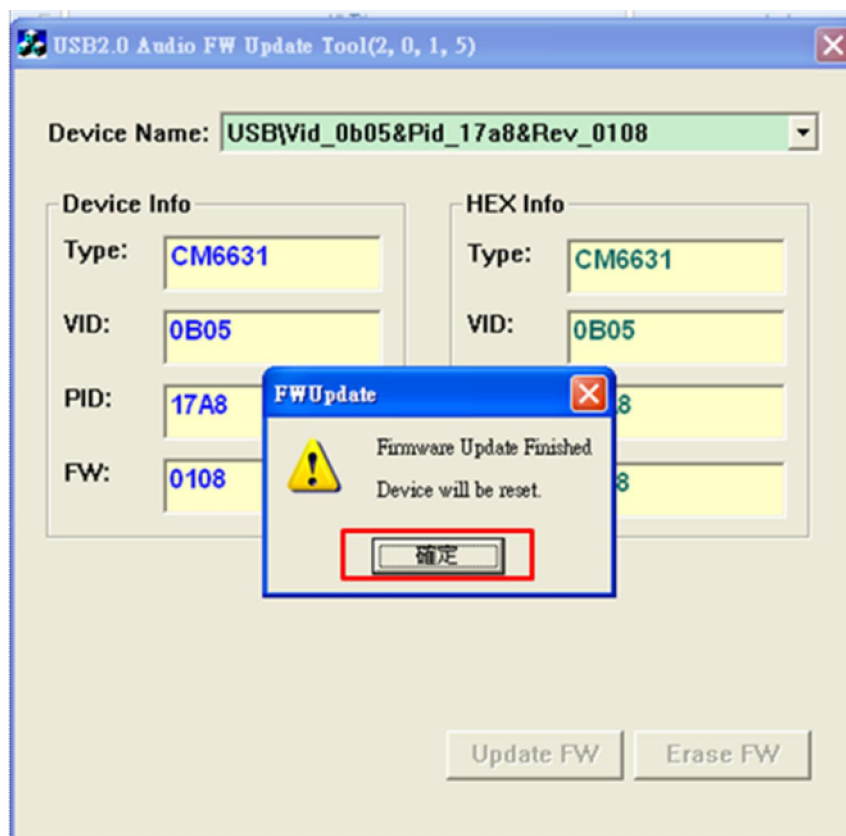 USB2.0 Audio FW Update Tool(2, 0, 1, 5)
Device Name: USB\Vid_0b05&Pid_17a8&Rev_0108
Device Info
HEX Info
Type: CM6631
Type: CM6631
VID: 0B05
VID: 0B05
PID: 17A8
8
FW: 0108
8
FWUpdate
Firmware Update Finished
Device will be reset.
確定
Update FW
Erase FW